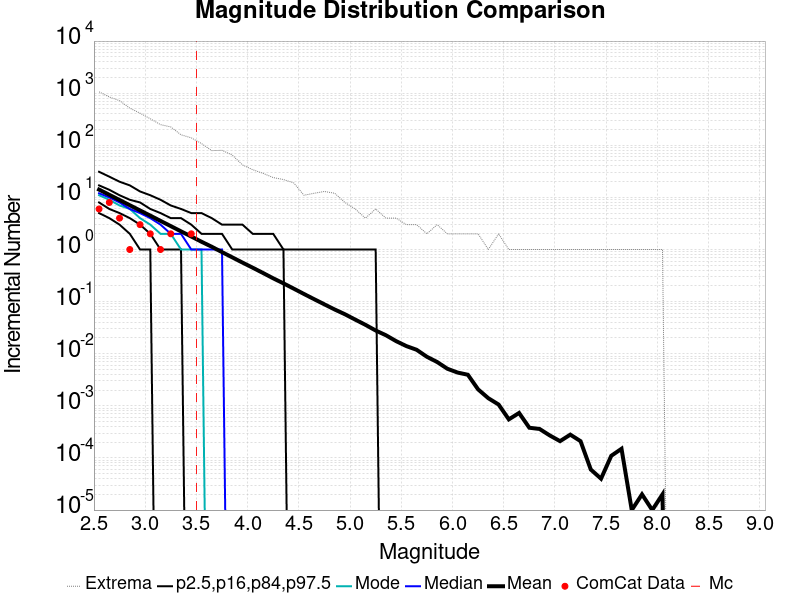 Magnitude Distribution Comparison
10 4
10 3
10 2
10 1
10 0
10 -1
10 -2
10 -3
10 -4
10 -5
Incremental Number
2.5 3.0 3.5 4.0 4.5 5.0 5.5 6.0 6.5 7.0 7.5 8.0 8.5 9.0
Magnitude
Extrema p2.5,p16,p84,p97.5 Mode Median Mean ComCat Data Mc